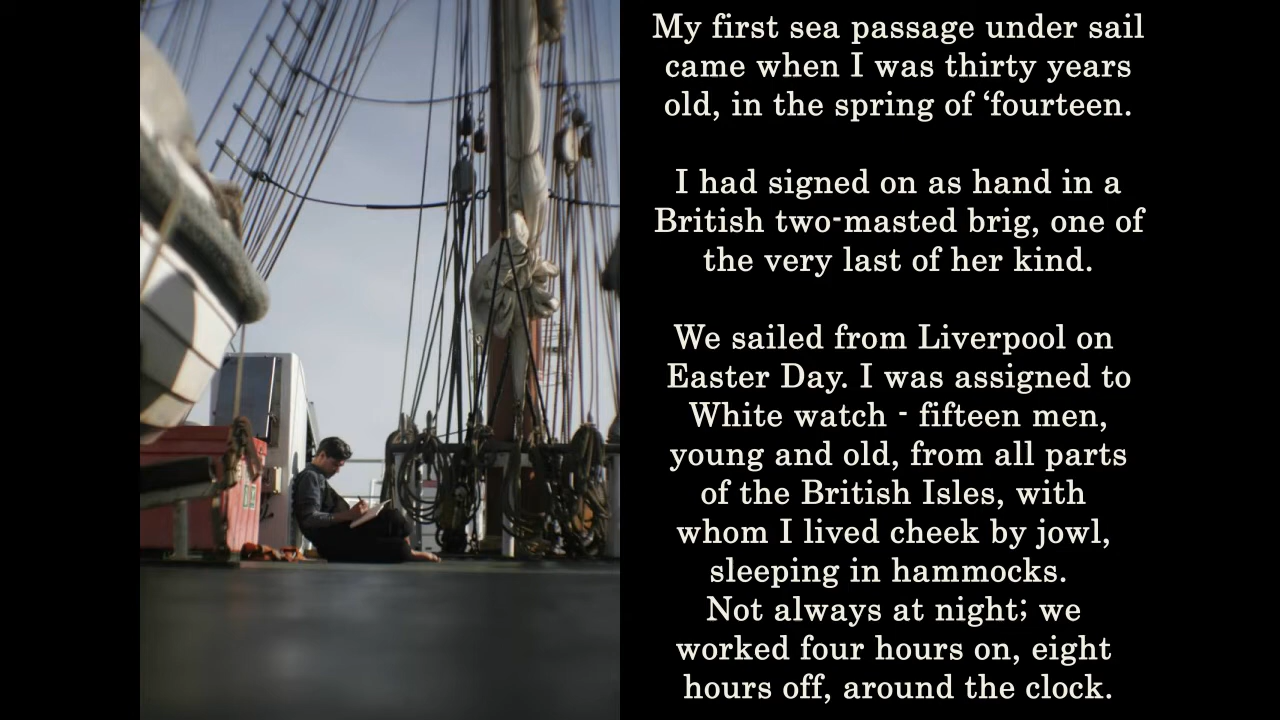 My first sea passage under sail
came when I was thirty years
old, in the spring of ‘fourteen.
I had signed on as hand in a
British two-masted brig, one of
the very last of her kind.
We sailed from Liverpool on
Easter Day. I was assigned to
White watch - fifteen men,
young and old, from all parts
of the British Isles, with
whom I lived cheek by jowl,
sleeping in hammocks.
Not always at night; we
worked four hours on, eight
hours off, around the clock.